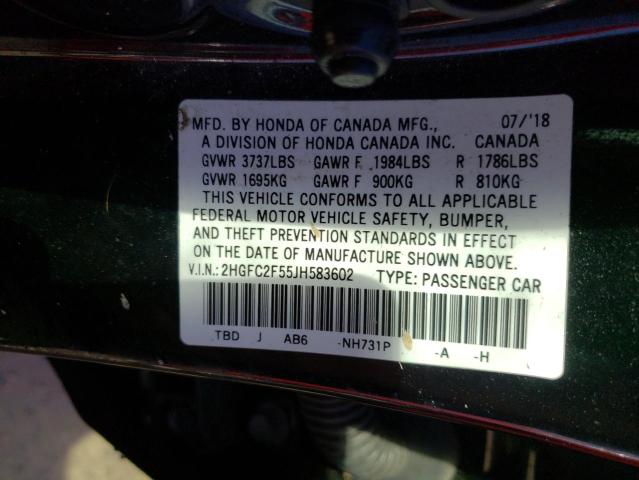 MFD. BY HONDA OF CANADA MFG., 07/'18
A DIVISION OF HONDA CANADA INC. CANADA
GVWR 3737LBS GAWR F 1984LBS R 1786LBS
GVWR 1695KG GAWR F 900KG R 810KG
THIS VEHICLE CONFORMS TO ALL APPLICABLE
FEDERAL MOTOR VEHICLE SAFETY, BUMPER,
AND THEFT PREVENTION STANDARDS IN EFFECT
ON THE DATE OF MANUFACTURE SHOWN ABOVE.
V.I.N.: 2HGFC2F55JH583602 TYPE: PASSENGER CAR
TBD J AB6 -NH731P -A -H